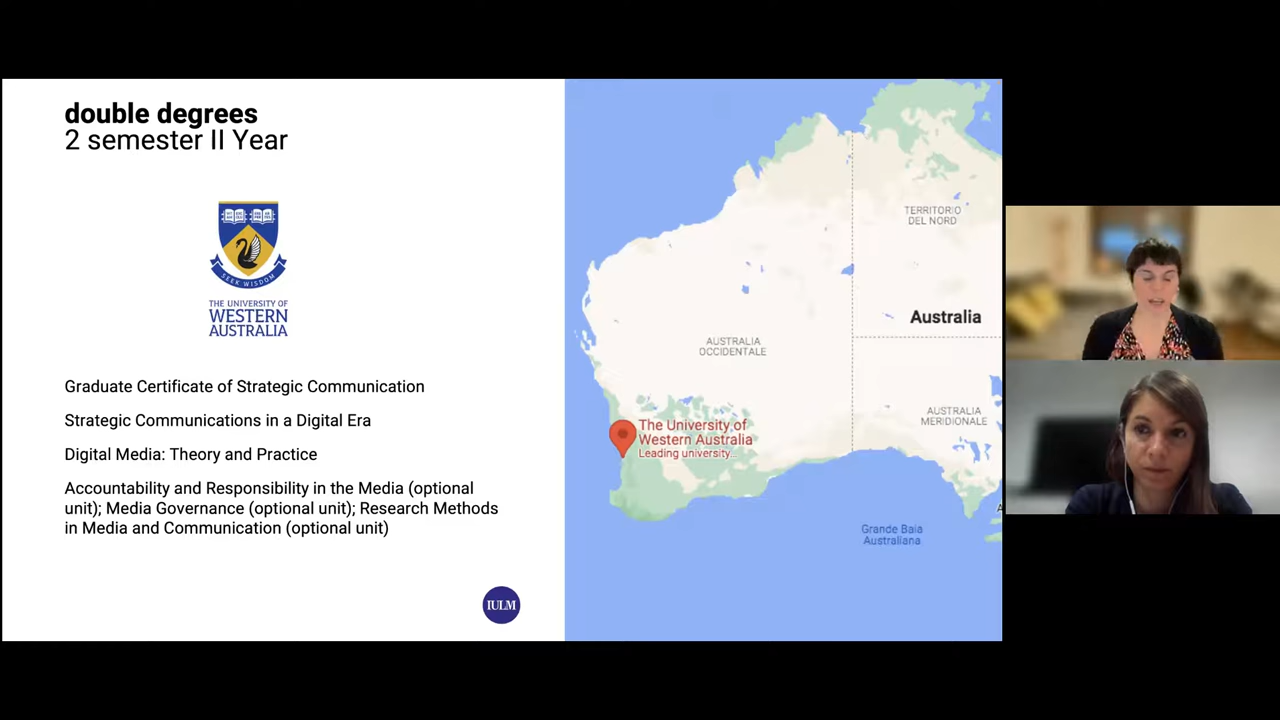 double degrees
2 semester II Year
SEEK WISDOM
THE UNIVERSITY OF
WESTERN
AUSTRALIA
Graduate Certificate of Strategic Communication
Strategic Communications in a Digital Era
Digital Media: Theory and Practice
Accountability and Responsibility in the Media (optional
unit); Media Governance (optional unit); Research Methods
in Media and Communication (optional unit)
IULM
TERRITORIO
DEL NORD
Australia
AUSTRALIA
OCCIDENTALE
AUSTRALIA
MERIDIONALE
The University of
Western Australia
Leading university...
Grande Baia
Australiana